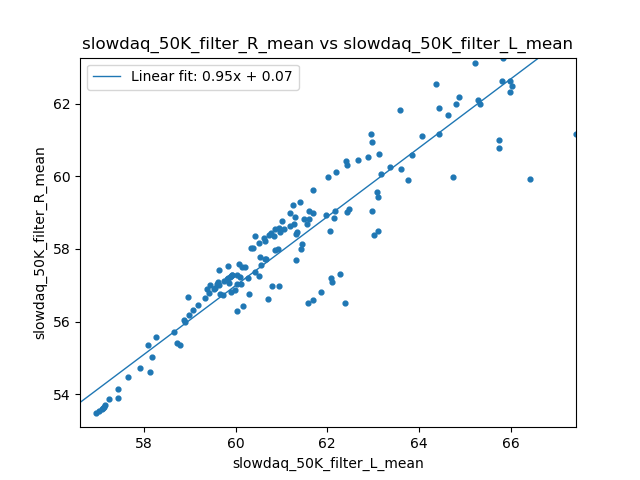 slowdaq_50K_filter_R_mean vs slowdaq_50K_filter_L_mean
Linear fit: 0.95x + 0.07
62
60
58
56
54
slowdaq_50K_filter_R_mean
58
60
62
64
66
slowdaq_50K_filter_L_mean